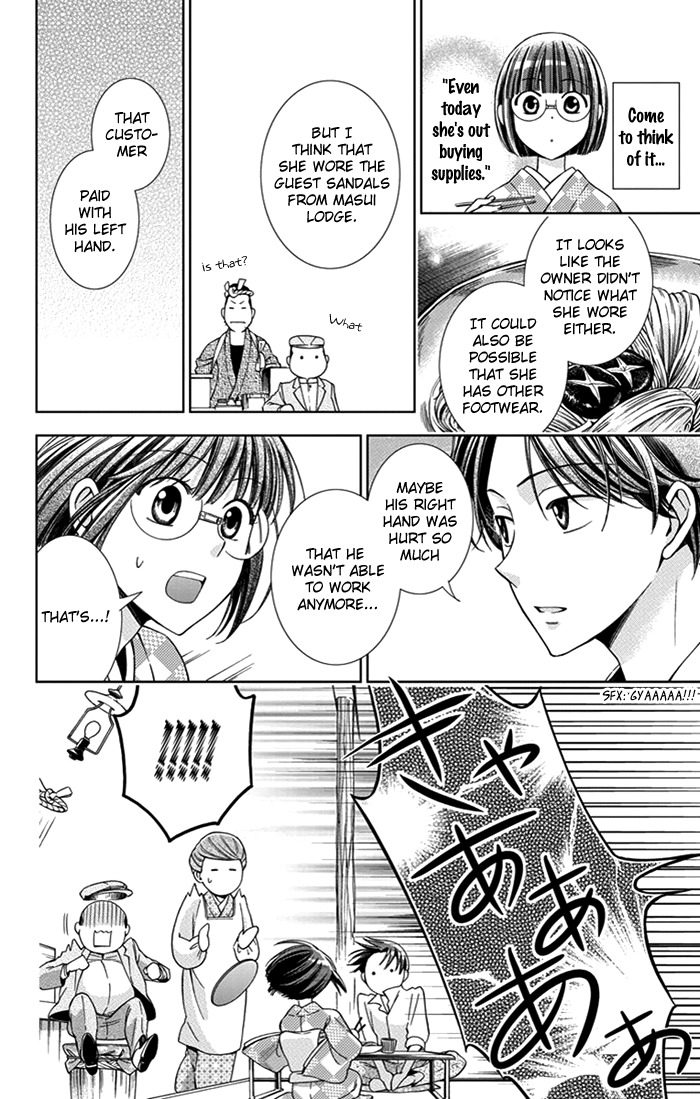 Come
to think
of it...
"Even
today
she's out
buying
supplies."
IT LOOKS
LIKE THE
OWNER DIDN'T
NOTICE WHAT
SHE WORE
EITHER.
IT COULD
ALSO BE
POSSIBLE
THAT SHE
HAS OTHER
FOOTWEAR.
BUT I
THINK THAT
SHE WORE THE
GUEST SANDALS
FROM MASUI
LODGE.
What
is that?
THAT
CUSTO-
MER
PAID
WITH
HIS LEFT
HAND.
MAYBE
HIS RIGHT
HAND WAS
HURT SO
MUCH
THAT HE
WASN'T ABLE
TO WORK
ANYMORE...
THAT'S...!
SFX: GYAAAAA!!!
きゃああああ
!!!!!